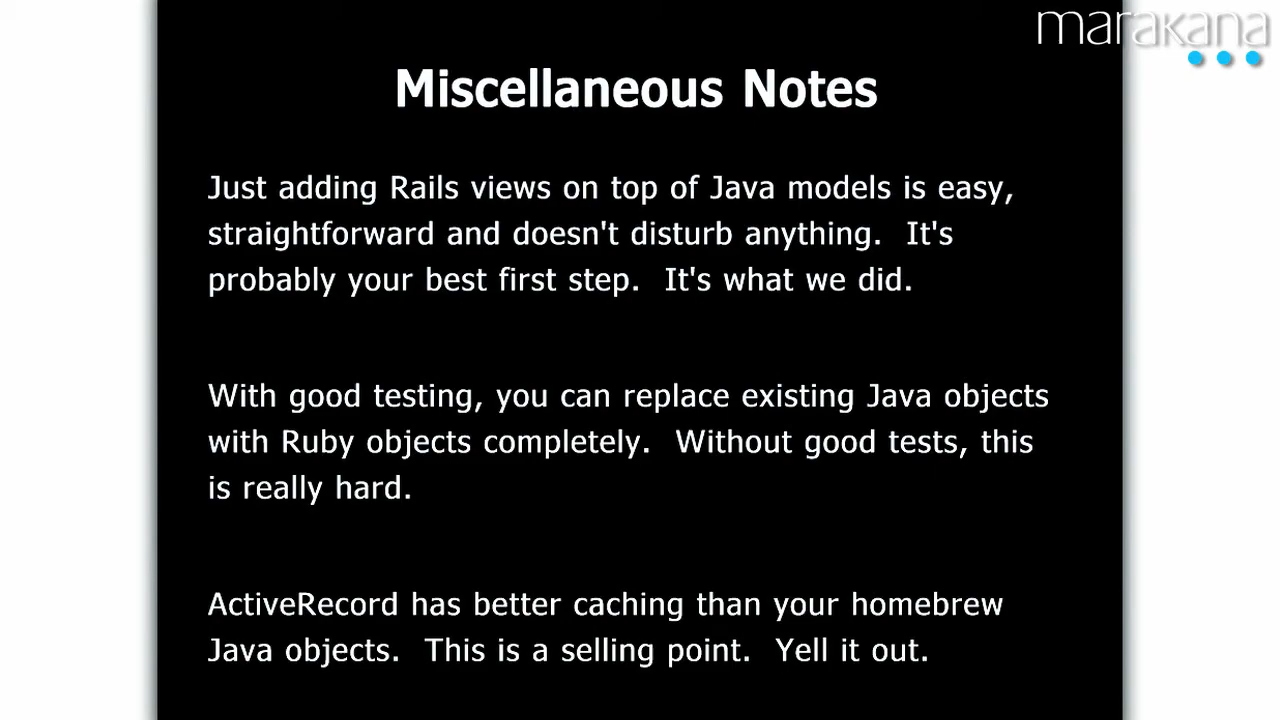 marakana
Miscellaneous Notes
Just adding Rails views on top of Java models is easy,
straightforward and doesn't disturb anything.  It's
probably your best first step.  It's what we did.
With good testing, you can replace existing Java objects
with Ruby objects completely.  Without good tests, this
is really hard.
ActiveRecord has better caching than your homebrew
Java objects.  This is a selling point.  Yell it out.